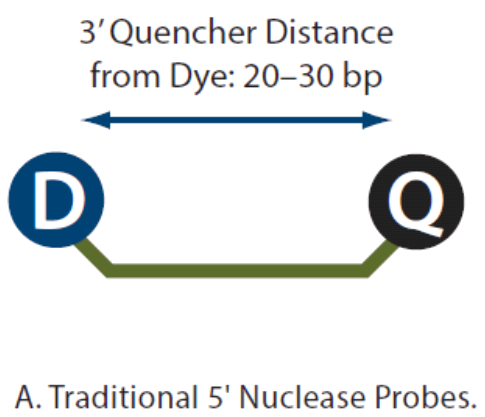 3′ Quencher Distance
from Dye: 20–30 bp
D
Q
A. Traditional 5' Nuclease Probes.